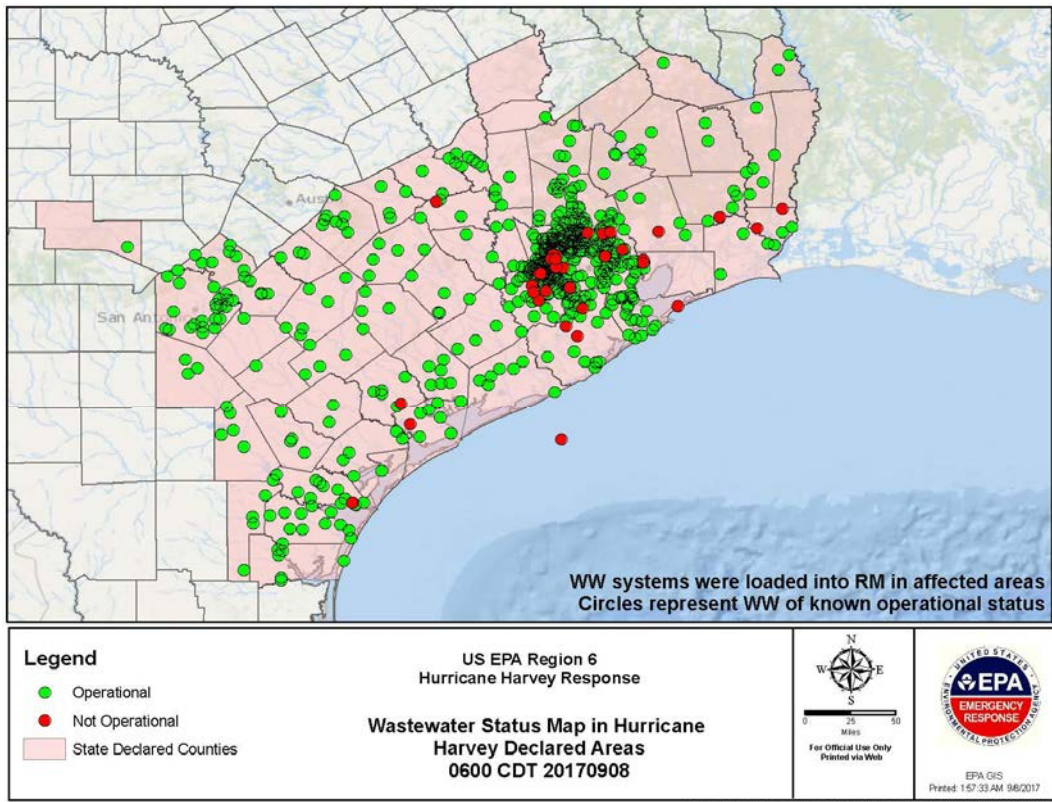 Aus
San Antonio
WW systems were loaded into RM in affected areas
Circles represent WW of known operational status
Legend
Operational
Not Operational
State Declared Counties
US EPA Region 6
Hurricane Harvey Response
Wastewater Status Map in Hurricane
Harvey Declared Areas
0600 CDT 20170908
N
W E
S
0 25 50
Miles
For Official Use Only
Printed via Web
UNITED STATES
EPA
EMERGENCY
RESPONSE
ENVIRONMENTAL PROTECTION AGENCY
EPA GIS
Printed: 1:57:33 AM 9/8/2017